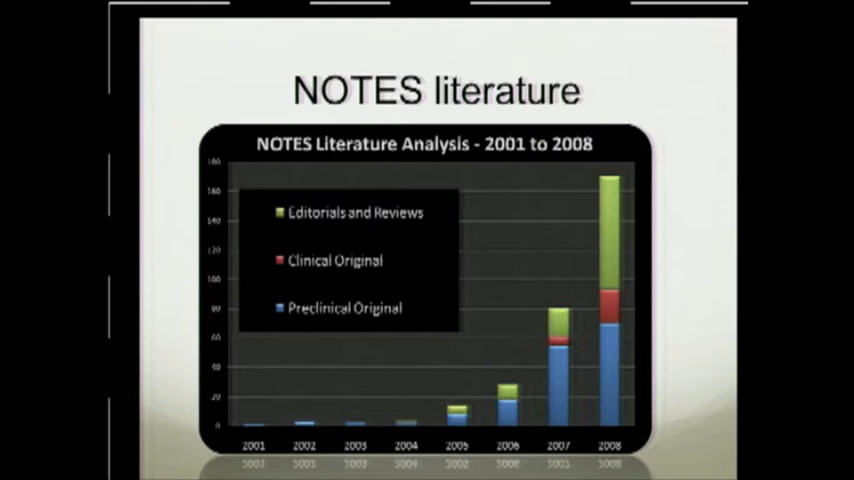 NOTES literature
NOTES Literature Analysis - 2001 to 2008
180
160
140
120
100
80
60
40
20
0
Editorials and Reviews
Clinical Original
Preclinical Original
2001 2002 2003 2004 2005 2006 2007 2008